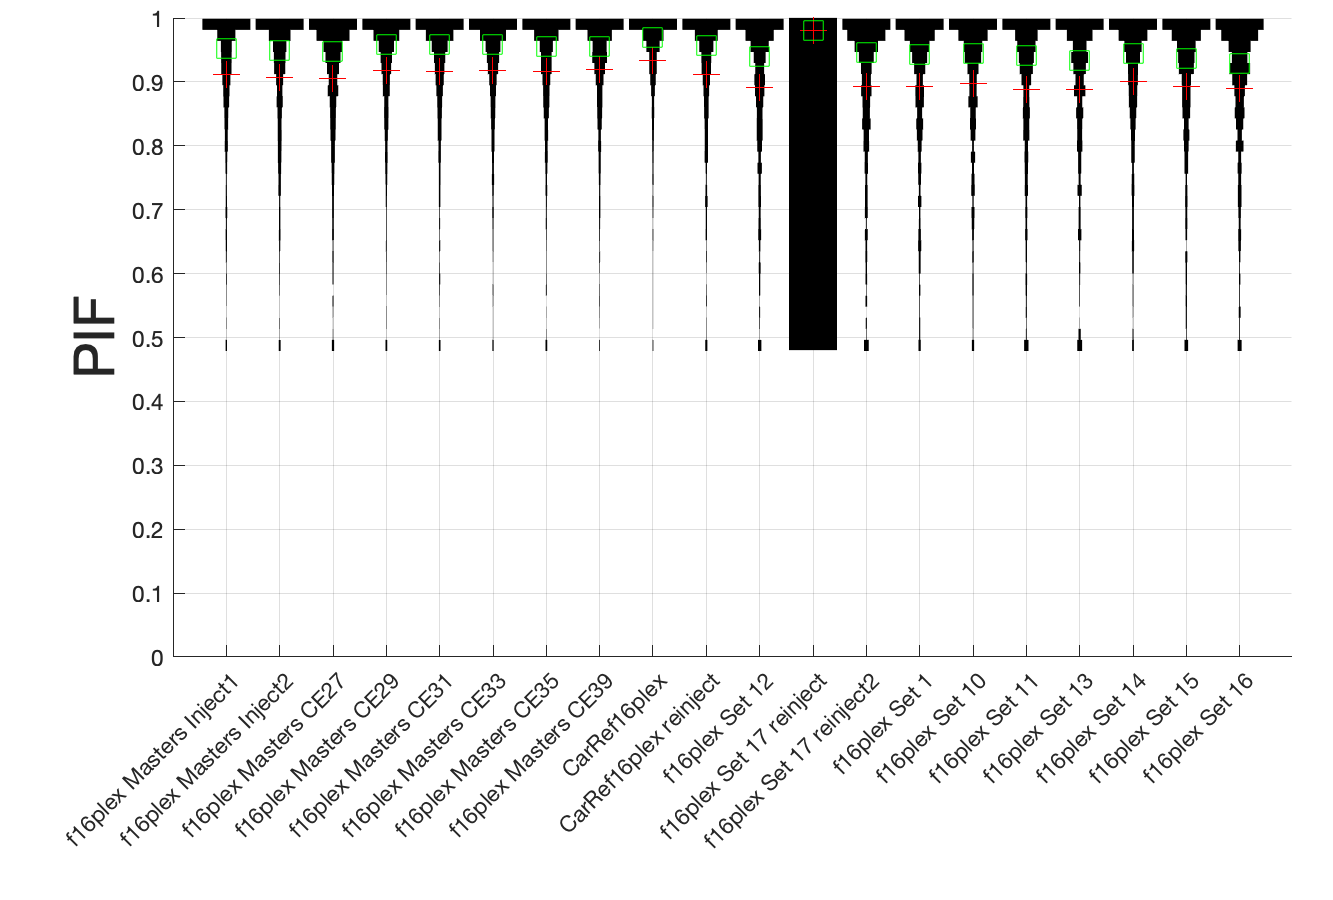 PIF
1
0.9
0.8
0.7
0.6
0.5
0.4
0.3
0.2
0.1
0
f16plex Masters Inject1
f16plex Masters Inject2
f16plex Masters CE27
f16plex Masters CE29
f16plex Masters CE31
f16plex Masters CE33
f16plex Masters CE35
f16plex Masters CE39
CarRef16plex
CarRef16plex reinject
f16plex Set 12
f16plex Set 17 reinject
f16plex Set 17 reinject2
f16plex Set 1
f16plex Set 10
f16plex Set 11
f16plex Set 13
f16plex Set 14
f16plex Set 15
f16plex Set 16